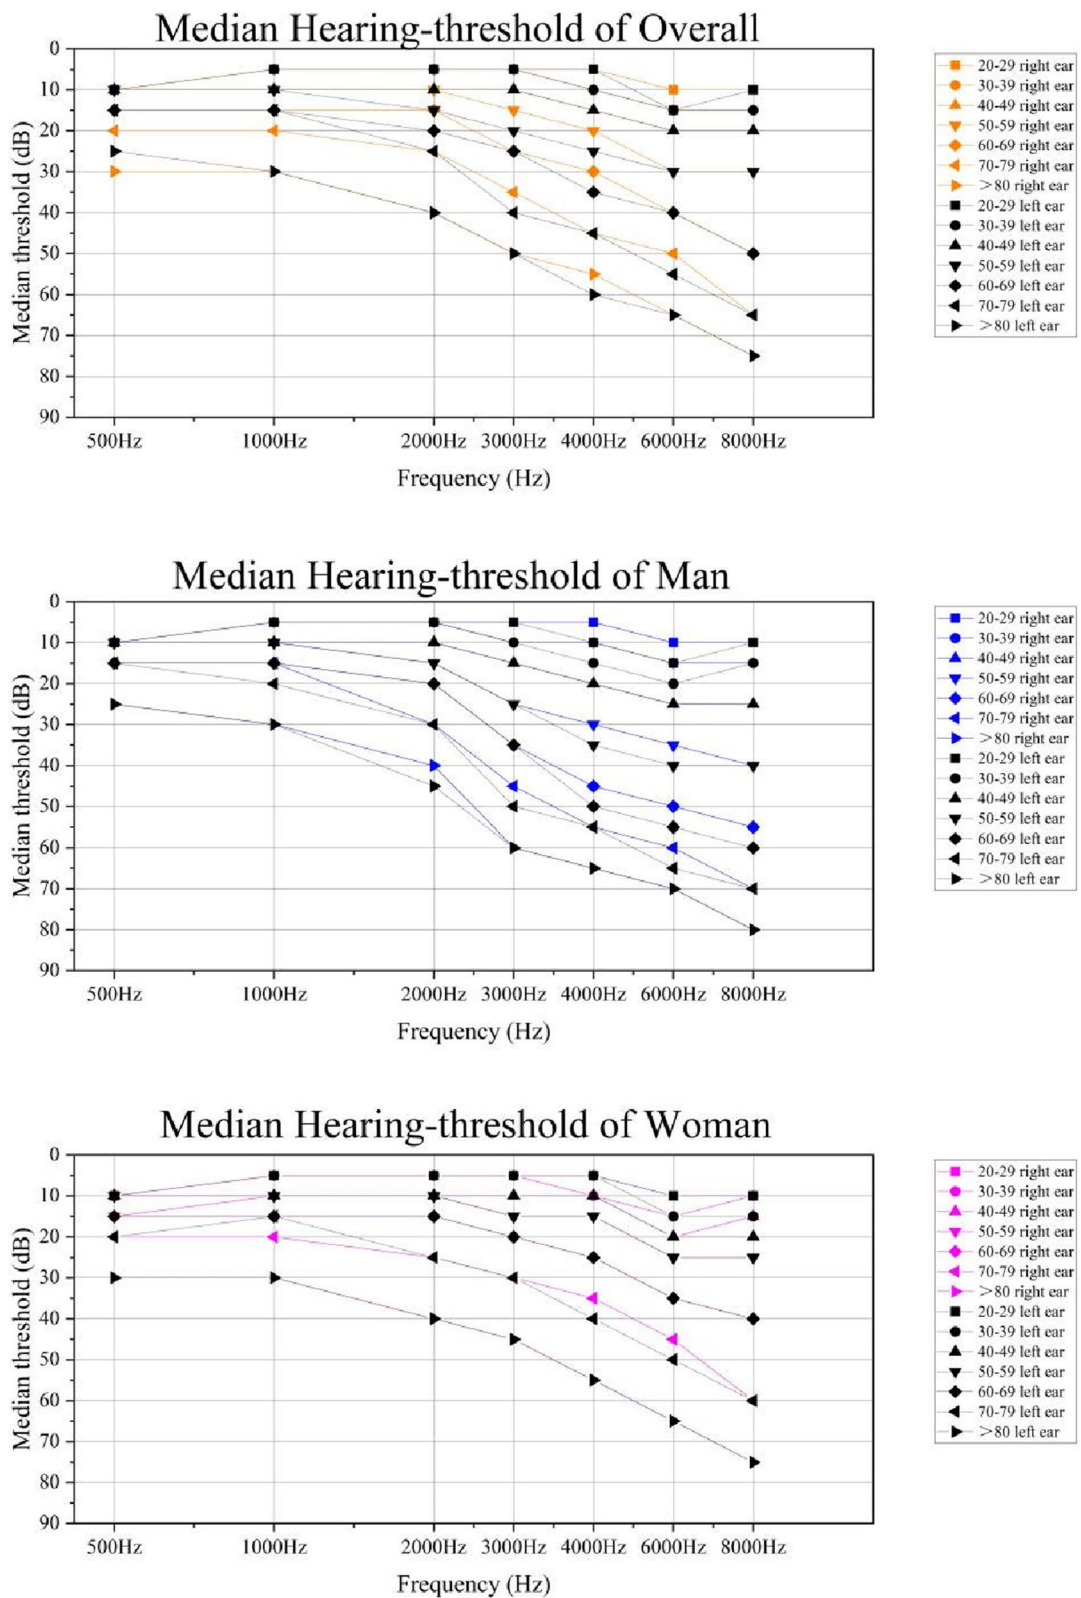 Median Hearing-threshold of Overall
Median threshold (dB)
0
10
20
30
40
50
60
70
80
90
500Hz 1000Hz 2000Hz 3000Hz 4000Hz 6000Hz 8000Hz
Frequency (Hz)
20-29 right ear
30-39 right ear
40-49 right ear
50-59 right ear
60-69 right ear
70-79 right ear
>80 right ear
20-29 left ear
30-39 left ear
40-49 left ear
50-59 left ear
60-69 left ear
70-79 left ear
>80 left ear
Median Hearing-threshold of Man
Median threshold (dB)
0
10
20
30
40
50
60
70
80
90
500Hz 1000Hz 2000Hz 3000Hz 4000Hz 6000Hz 8000Hz
Frequency (Hz)
20-29 right ear
30-39 right ear
40-49 right ear
50-59 right ear
60-69 right ear
70-79 right ear
>80 right ear
20-29 left ear
30-39 left ear
40-49 left ear
50-59 left ear
60-69 left ear
70-79 left ear
>80 left ear
Median Hearing-threshold of Woman
Median threshold (dB)
0
10
20
30
40
50
60
70
80
90
500Hz 1000Hz 2000Hz 3000Hz 4000Hz 6000Hz 8000Hz
Frequency (Hz)
20-29 right ear
30-39 right ear
40-49 right ear
50-59 right ear
60-69 right ear
70-79 right ear
>80 right ear
20-29 left ear
30-39 left ear
40-49 left ear
50-59 left ear
60-69 left ear
70-79 left ear
>80 left ear